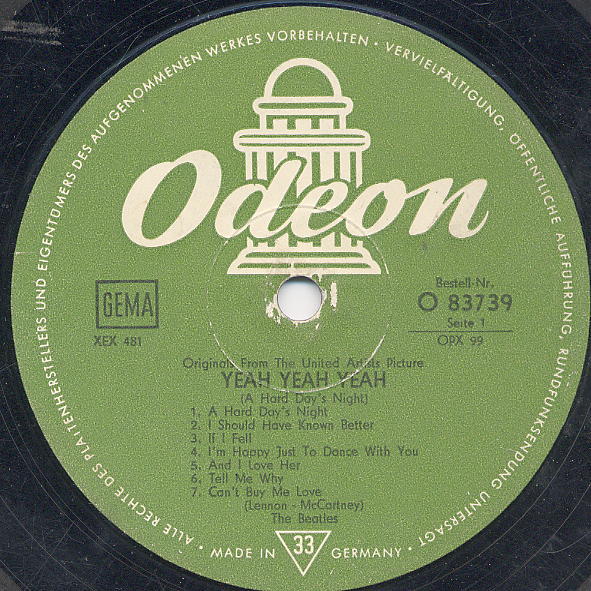 ALLE RECHTE DES PLATTENHERSTELLERS UND EIGENTÜMERS DES AUFGENOMMENEN WERKES VORBEHALTEN • VERVIELFÄLTIGUNG, ÖFFENTLICHE AUFFÜHRUNG, RUNDFUNKSENDUNG UNTERSAGT •
Odeon
GEMA
XEX 481
Bestell-Nr.
O 83739
Seite 1
OPX 99
Originals From The United Artists Picture
YEAH YEAH YEAH
(A Hard Day's Night)
1. A Hard Day's Night
2. I Should Have Known Better
3. If I Fell
4. I'm Happy Just To Dance With You
5. And I Love Her
6. Tell Me Why
7. Can't Buy Me Love
(Lennon - McCartney)
The Beatles
MADE IN 33 GERMANY